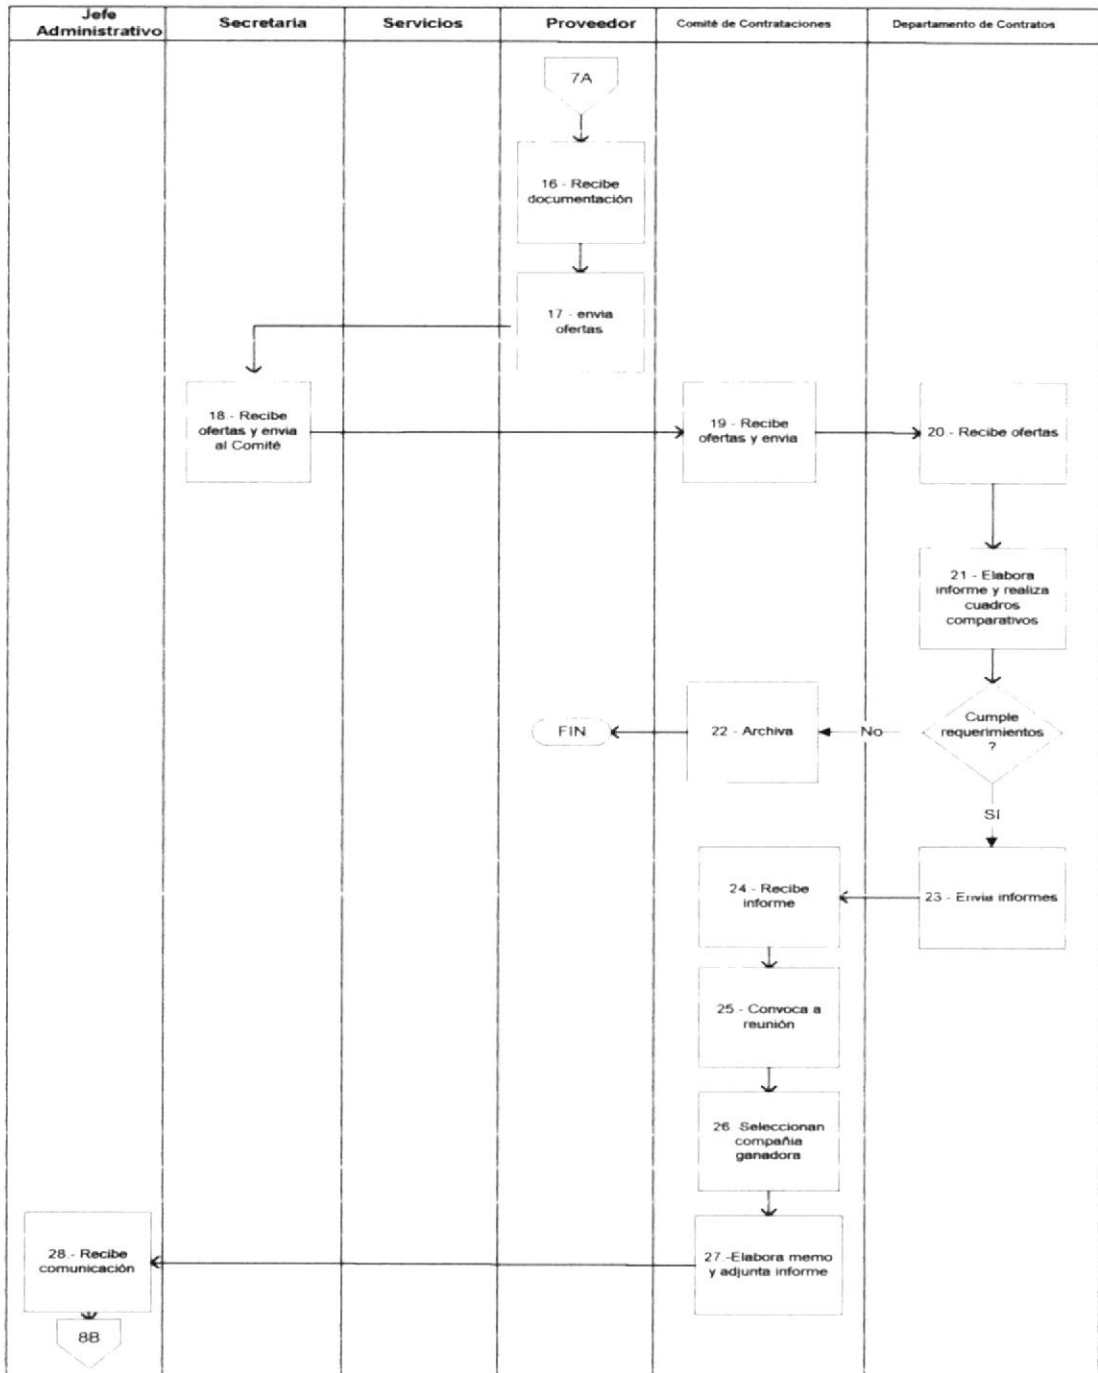 Jefe
Administrativo
Secretaria
Servicios
Proveedor
Comité de Contrataciones
Departamento de Contratos
7A
16 - Recibe
documentación
17 - envia
ofertas
18 - Recibe
ofertas y envia
al Comité
19 - Recibe
ofertas y envia
20 - Recibe ofertas
21 - Elabora
informe y realiza
cuadros
comparativos
Cumple
requerimientos
?
No
22 - Archiva
FIN
Sí
23 - Envia informes
24 - Recibe
informe
25 - Convoca a
reunión
26. Seleccionan
compañia
ganadora
27.-Elabora memo
y adjunta informe
28 - Recibe
comunicación
8B